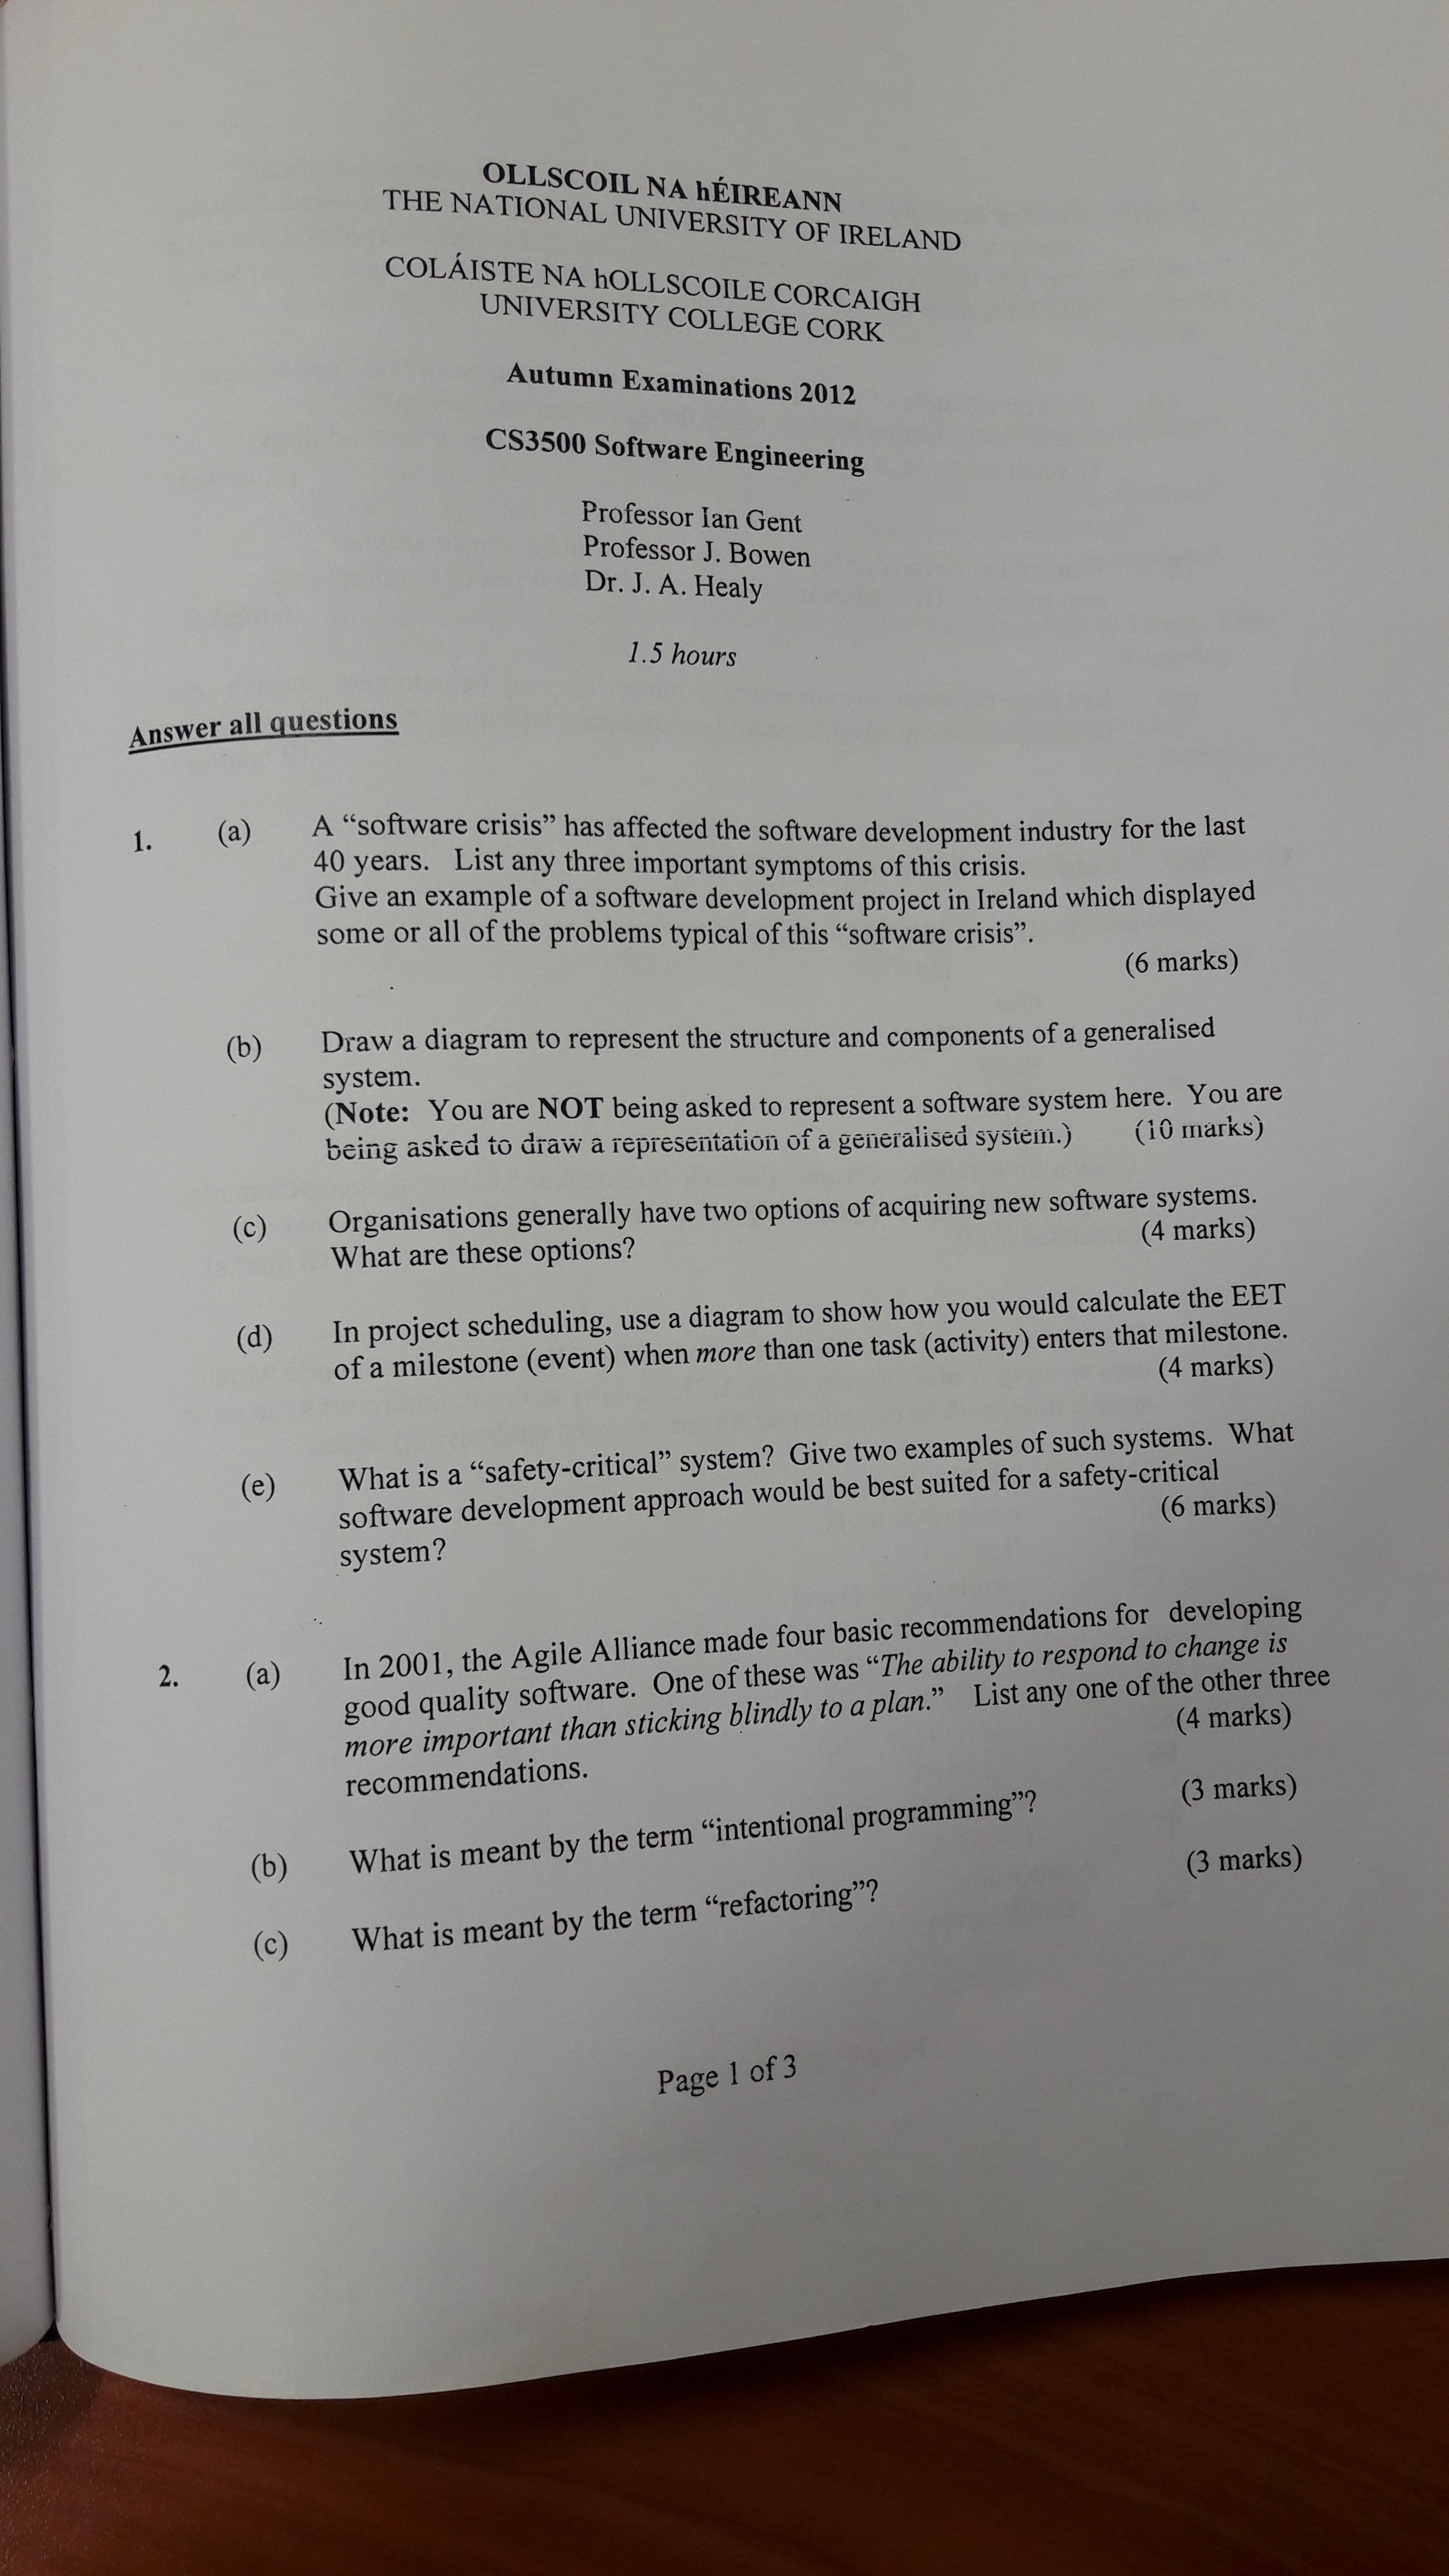 OLLSCOIL NA hÉIREANN
THE NATIONAL UNIVERSITY OF IRELAND
COLÁISTE NA hOLLSCOILE CORCAIGH
UNIVERSITY COLLEGE CORK
Autumn Examinations 2012
CS3500 Software Engineering
Professor Ian Gent
Professor J. Bowen
Dr. J. A. Healy
1.5 hours
Answer all questions
1. (a) A “software crisis” has affected the software development industry for the last
40 years. List any three important symptoms of this crisis.
Give an example of a software development project in Ireland which displayed
some or all of the problems typical of this “software crisis”.
(6 marks)
(b) Draw a diagram to represent the structure and components of a generalised
system.
(Note: You are NOT being asked to represent a software system here. You are
being asked to draw a representation of a generalised system.) (10 marks)
(c) Organisations generally have two options of acquiring new software systems.
What are these options? (4 marks)
(d) In project scheduling, use a diagram to show how you would calculate the EET
of a milestone (event) when more than one task (activity) enters that milestone.
(4 marks)
(e) What is a “safety-critical” system? Give two examples of such systems. What
software development approach would be best suited for a safety-critical
system? (6 marks)
2. (a) In 2001, the Agile Alliance made four basic recommendations for developing
good quality software. One of these was “The ability to respond to change is
more important than sticking blindly to a plan.” List any one of the other three
recommendations. (4 marks)
(b) What is meant by the term “intentional programming”? (3 marks)
(c) What is meant by the term “refactoring”? (3 marks)
Page 1 of 3